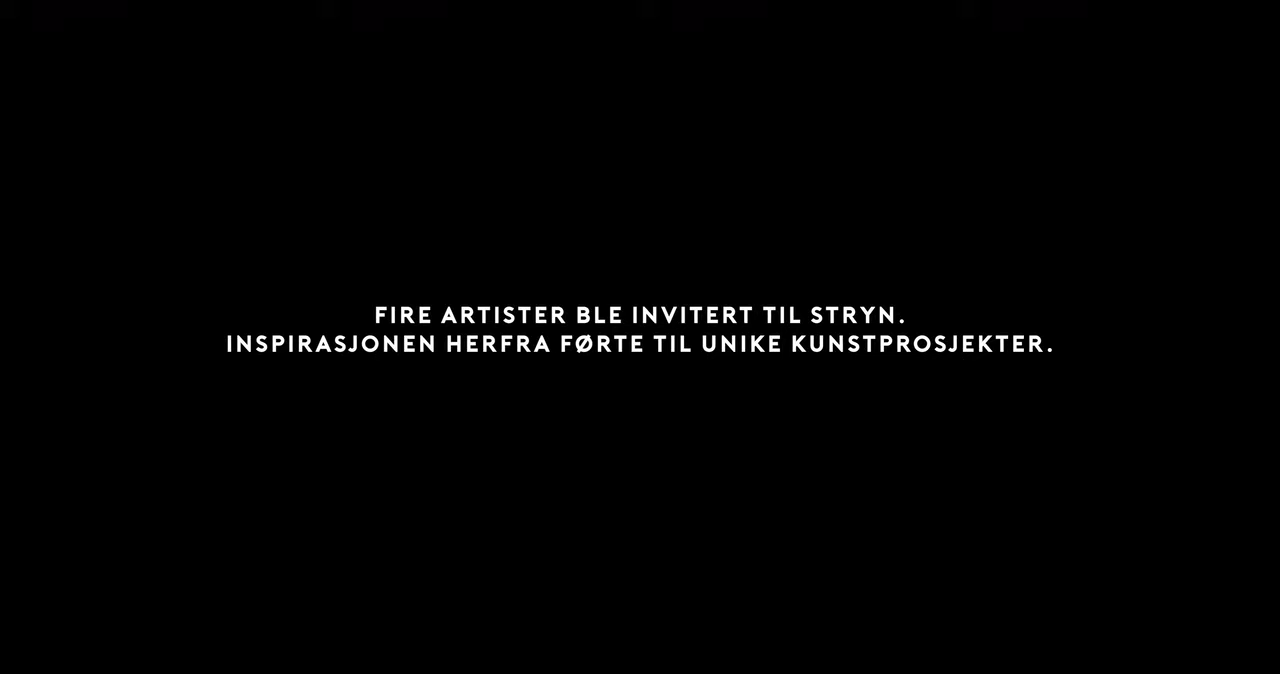 FIRE ARTISTER BLE INVITERT TIL STRYN.
INSPIRASJONEN HERFRA FØRTE TIL UNIKE KUNSTPROSJEKTER.